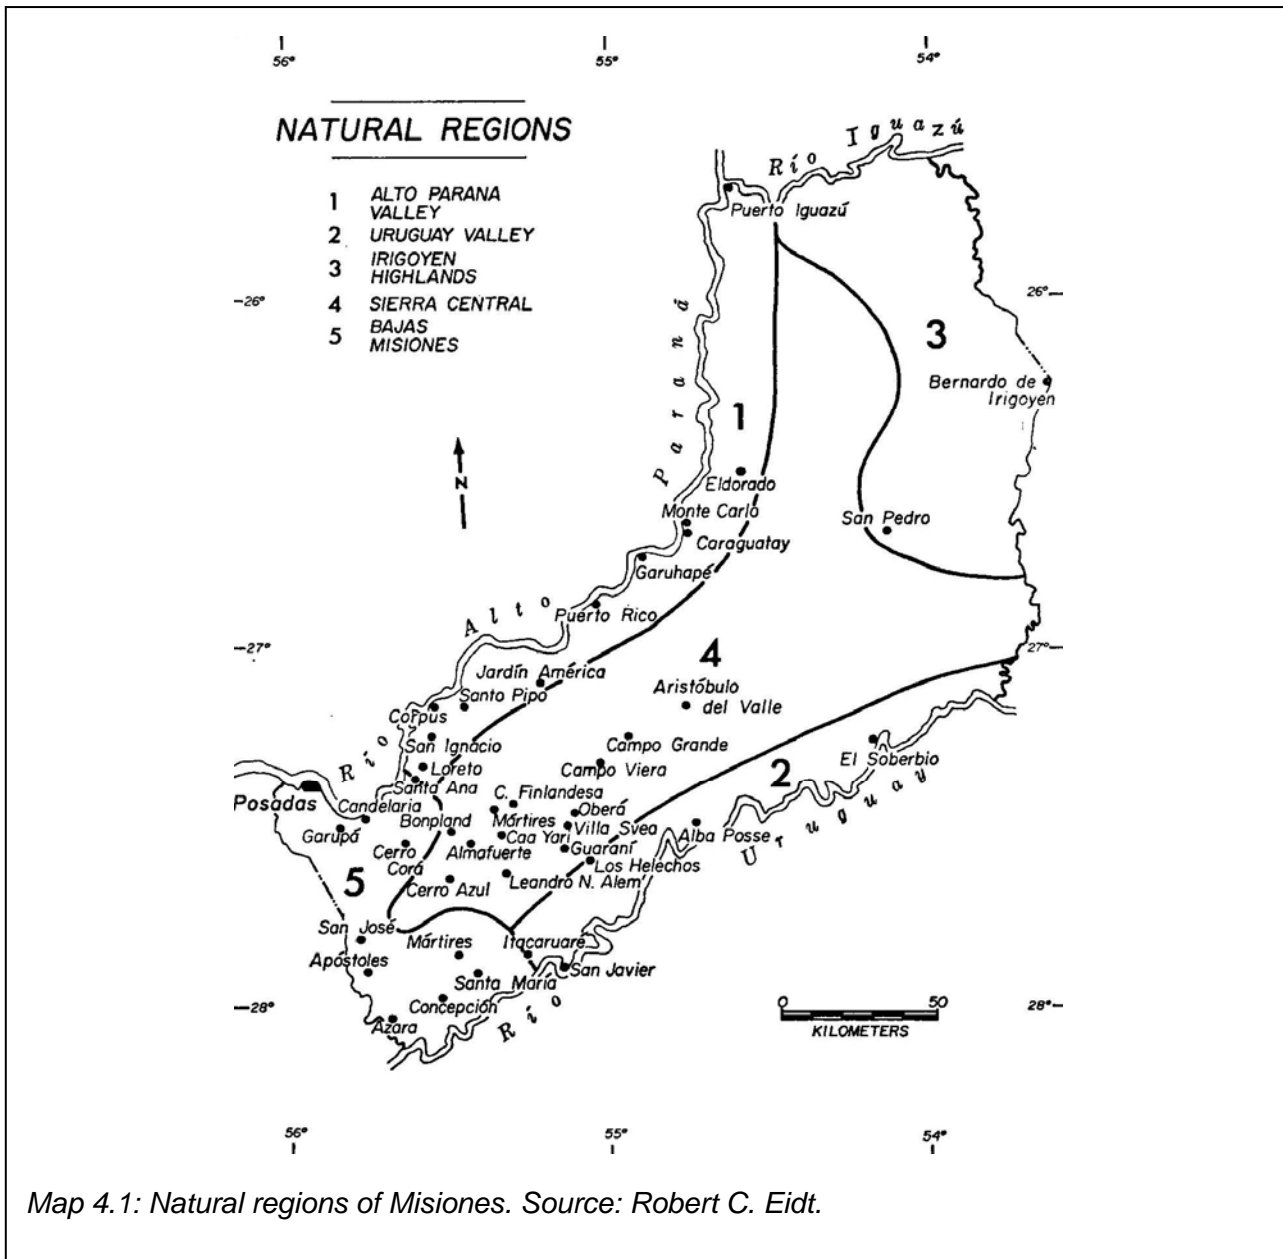 56°
55°
54°
NATURAL REGIONS
1 ALTO PARANA
VALLEY
2 URUGUAY VALLEY
3 IRIGOYEN
HIGHLANDS
4 SIERRA CENTRAL
5 BAJAS
MISIONES
Río Iguazú
Puerto Iguazú
26°
26°
3
Bernardo de
Irigoyen
N
Río Alto Paraná
1
Eldorado
Monte Carlo
Caraguatay
San Pedro
Garuhapé
Puerto Rico
27°
27°
4
Jardín América
Aristóbulo
del Valle
Santo Pipó
Corpus
San Ignacio
Campo Grande
El Soberbio
Loreto
Campo Viera
2
Santa Ana
Posadas
C. Finlandesa
Candelaria
Oberá
Bonpland
Mártires
Villa Svea
Alba Posse
Garupá
Caa Yari
Cerro
Corá
Almafuerte
Guaraní
Los Helechos
5
Cerro Azul
Leandro N. Alem
Río Uruguay
San José
Mártires
Itacaruaré
Apóstoles
San Javier
Santa María
Concepción
28°
28°
Azara
0 50
KILOMETERS
56°
55°
54°
Map 4.1: Natural regions of Misiones. Source: Robert C. Eidt.